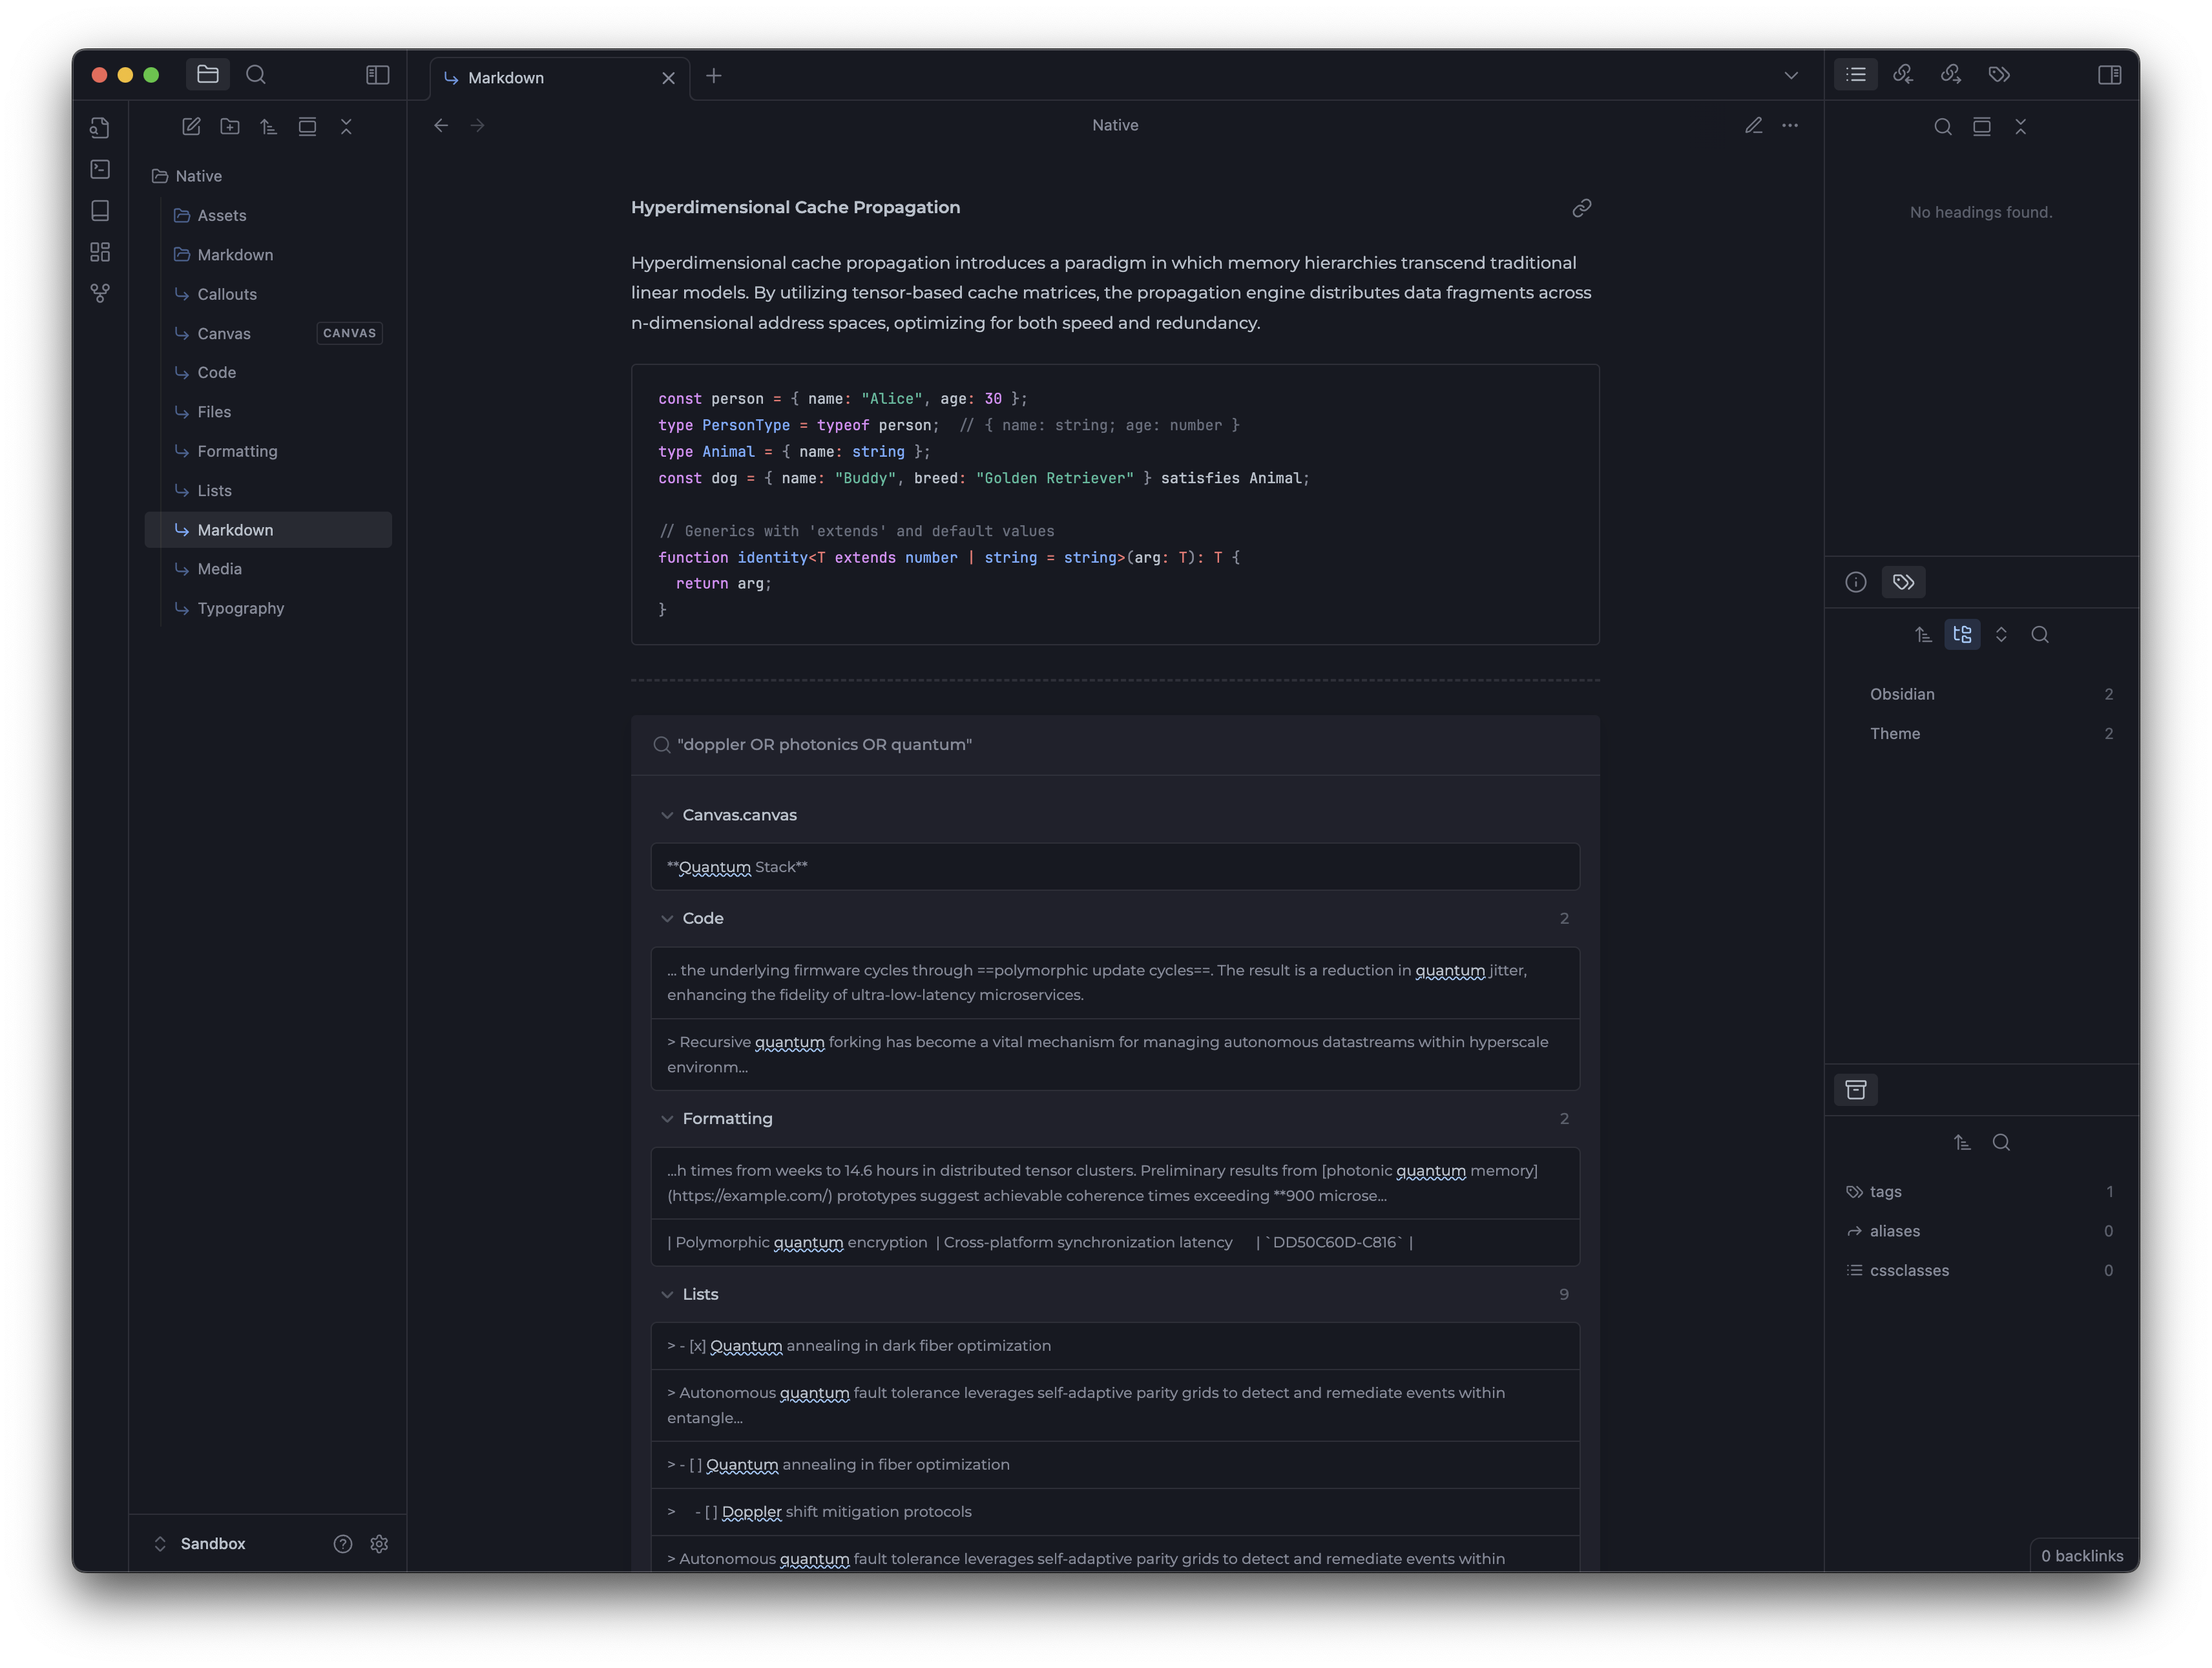 Markdown
Native
Native
Assets
Markdown
Callouts
Canvas
CANVAS
Code
Files
Formatting
Lists
Markdown
Media
Typography
Sandbox
Hyperdimensional Cache Propagation
Hyperdimensional cache propagation introduces a paradigm in which memory hierarchies transcend traditional
linear models. By utilizing tensor-based cache matrices, the propagation engine distributes data fragments across
n-dimensional address spaces, optimizing for both speed and redundancy.
const person = { name: "Alice", age: 30 };
type PersonType = typeof person;  // { name: string; age: number }
type Animal = { name: string };
const dog = { name: "Buddy", breed: "Golden Retriever" } satisfies Animal;
// Generics with 'extends' and default values
function identity<T extends number | string = string>(arg: T): T {
  return arg;
}
"doppler OR photonics OR quantum"
Canvas.canvas
**Quantum Stack**
Code 2
... the underlying firmware cycles through ==polymorphic update cycles==. The result is a reduction in quantum jitter,
enhancing the fidelity of ultra-low-latency microservices.
> Recursive quantum forking has become a vital mechanism for managing autonomous datastreams within hyperscale
environm...
Formatting 2
...h times from weeks to 14.6 hours in distributed tensor clusters. Preliminary results from [photonic quantum memory]
(https://example.com/) prototypes suggest achievable coherence times exceeding **900 microse...
| Polymorphic quantum encryption  | Cross-platform synchronization latency     | `DD50C60D-C816` |
Lists 9
> - [x] Quantum annealing in dark fiber optimization
> Autonomous quantum fault tolerance leverages self-adaptive parity grids to detect and remediate events within
entangle...
> - [ ] Quantum annealing in fiber optimization
>     - [ ] Doppler shift mitigation protocols
> Autonomous quantum fault tolerance leverages self-adaptive parity grids to detect and remediate events within
No headings found.
Obsidian 2
Theme 2
tags 1
aliases 0
cssclasses 0
0 backlinks